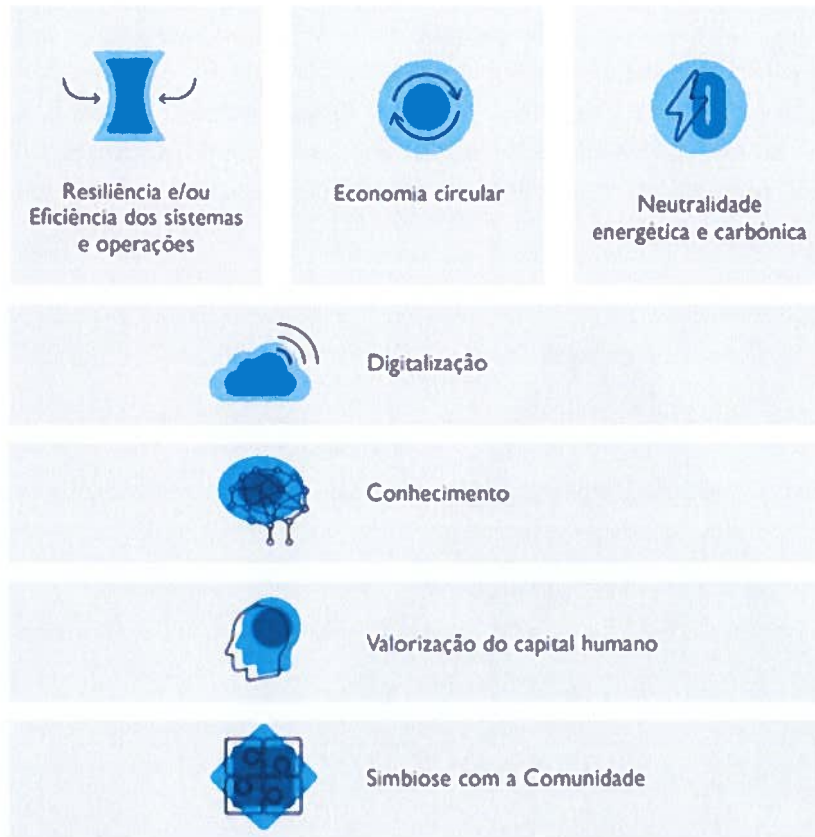 Resiliência e/ou
Eficiência dos sistemas
e operações
Economia circular
Neutralidade
energética e carbónica
Digitalização
Conhecimento
Valorização do capital humano
Simbiose com a Comunidade